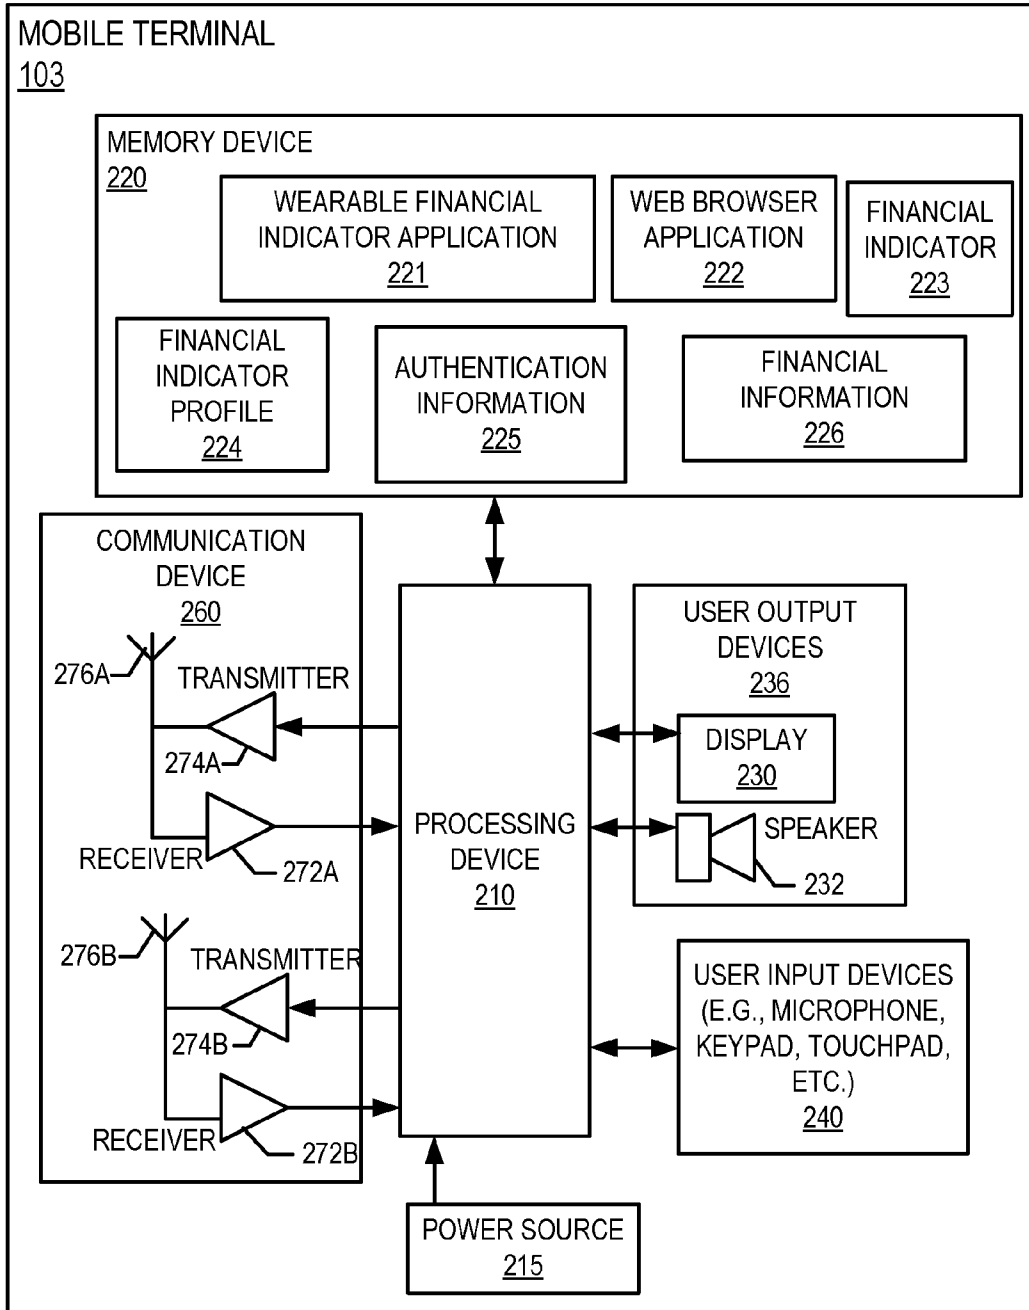 MOBILE TERMINAL
103
MEMORY DEVICE
220
WEARABLE FINANCIAL
INDICATOR APPLICATION
221
WEB BROWSER
APPLICATION
222
FINANCIAL
INDICATOR
223
FINANCIAL
INDICATOR
PROFILE
224
AUTHENTICATION
INFORMATION
225
FINANCIAL
INFORMATION
226
COMMUNICATION
DEVICE
260
276A
TRANSMITTER
274A
RECEIVER
272A
276B
TRANSMITTER
274B
RECEIVER
272B
PROCESSING
DEVICE
210
USER OUTPUT
DEVICES
236
DISPLAY
230
SPEAKER
232
USER INPUT DEVICES
(E.G., MICROPHONE,
KEYPAD, TOUCHPAD,
ETC.)
240
POWER SOURCE
215